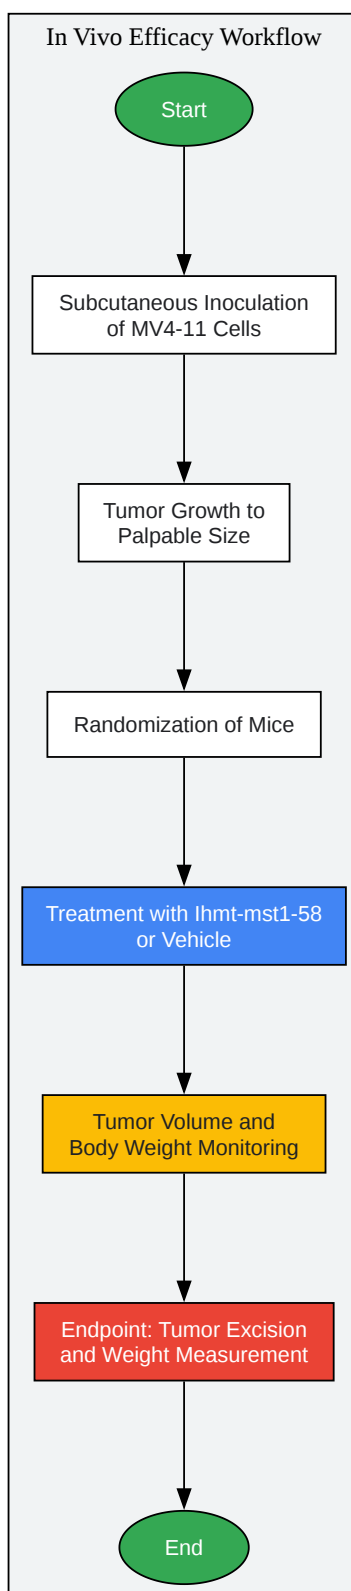 In Vivo Efficacy Workflow
Start
Subcutaneous Inoculation
of MV4-11 Cells
Tumor Growth to
Palpable Size
Randomization of Mice
Treatment with Ihmt-mst1-58
or Vehicle
Tumor Volume and
Body Weight Monitoring
Endpoint: Tumor Excision
and Weight Measurement
End